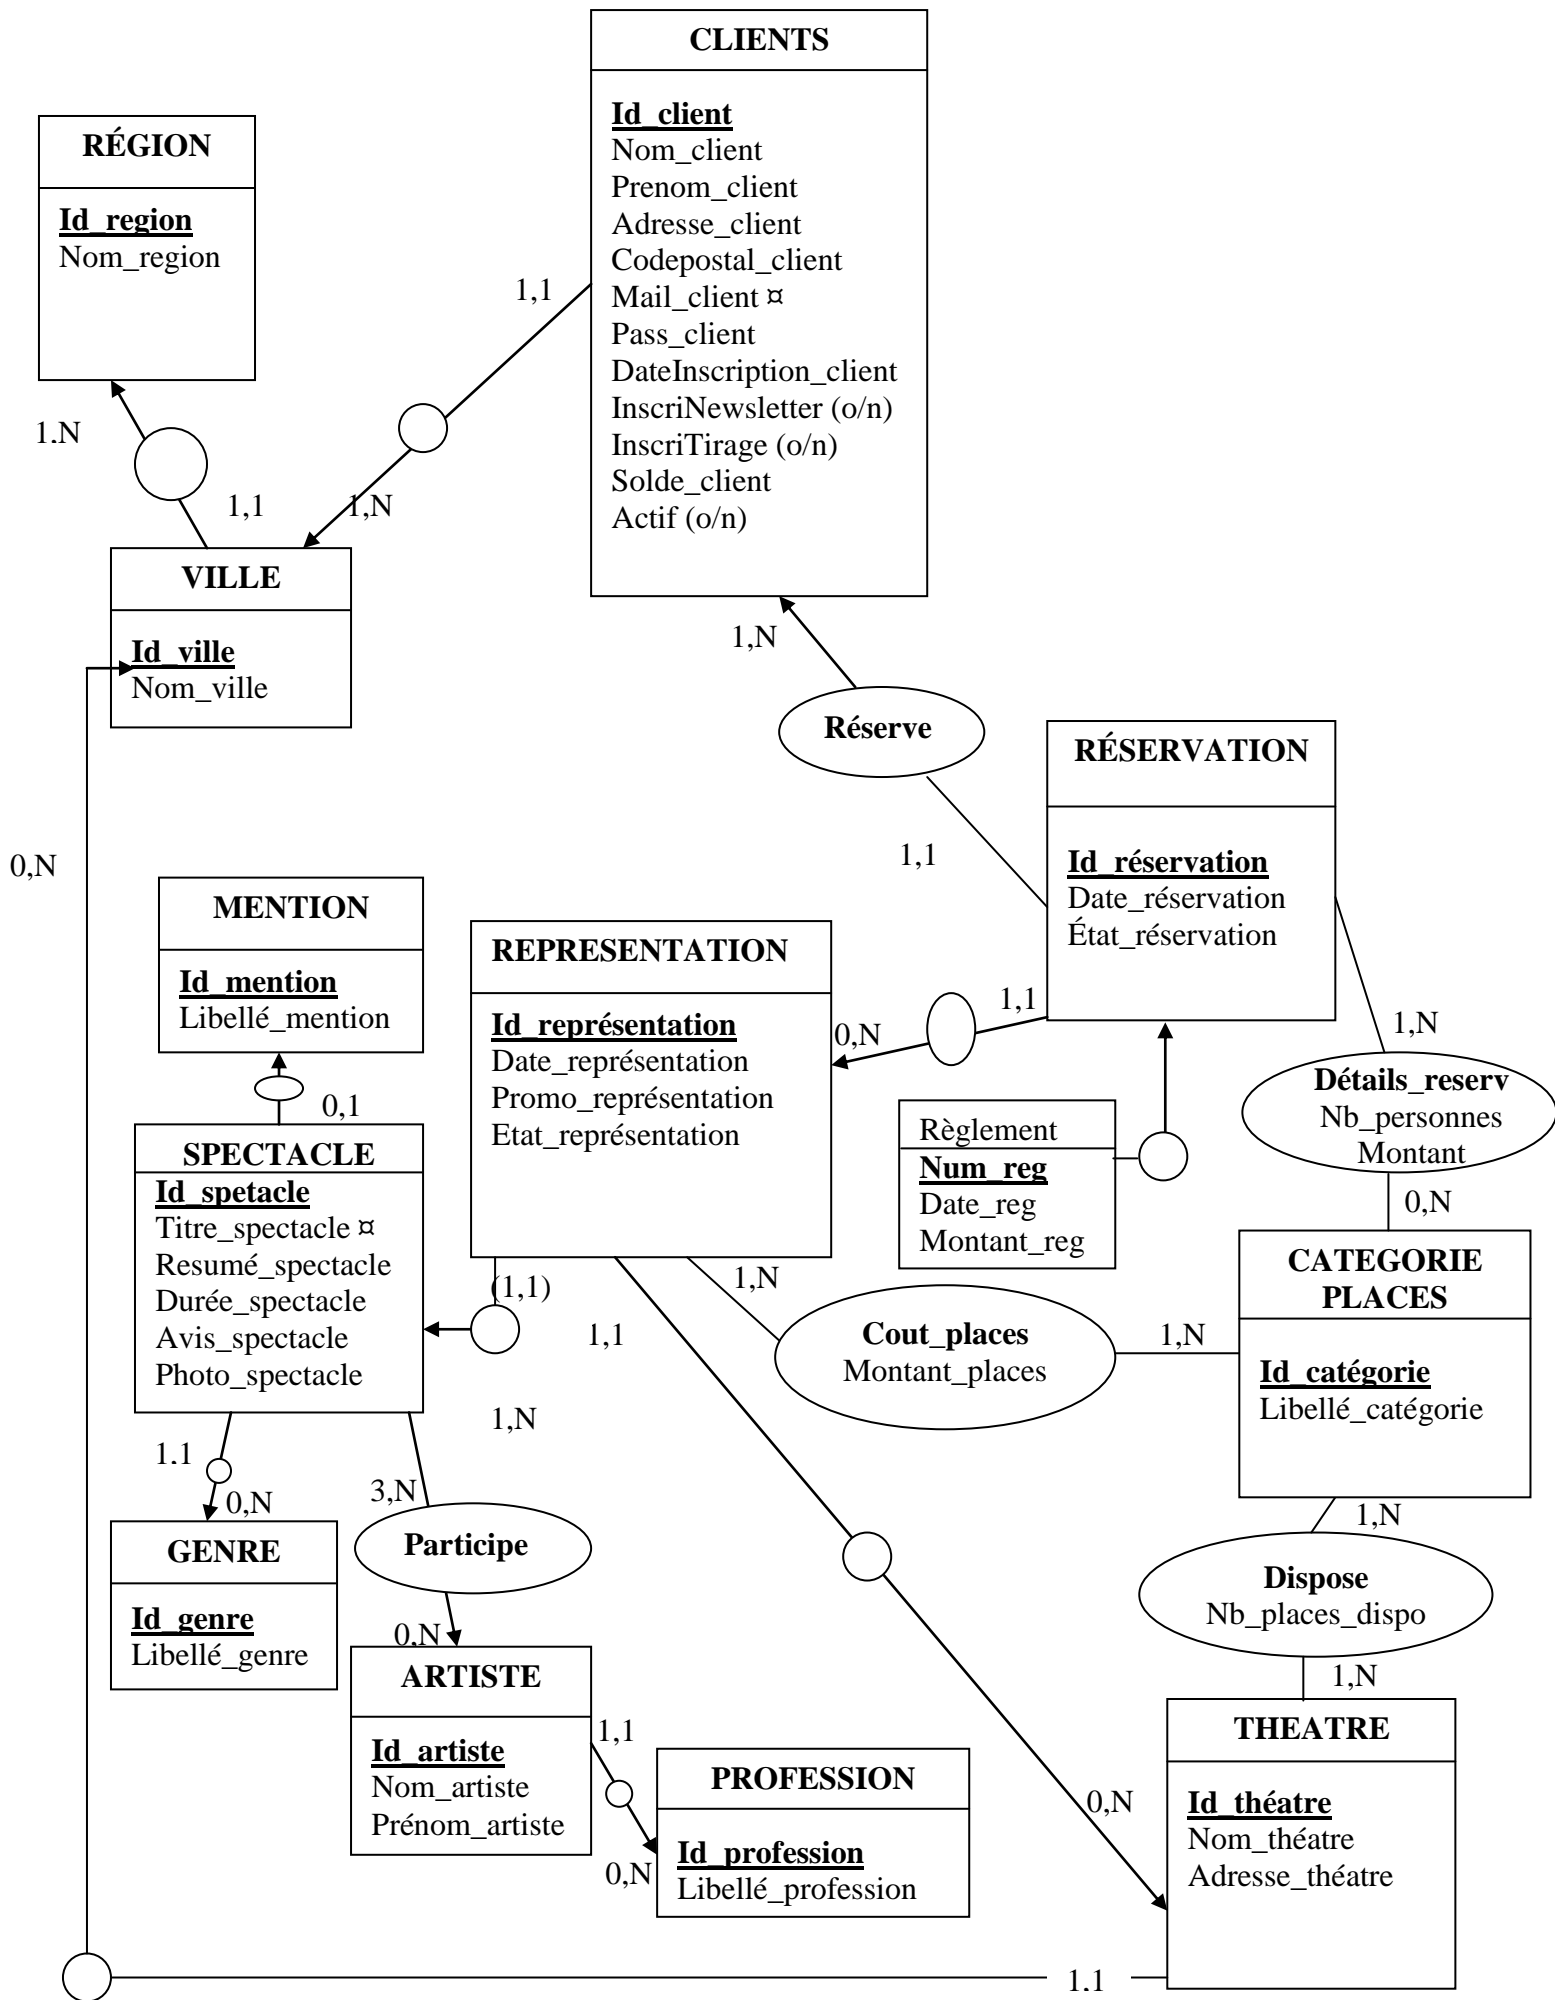 CLIENTS
Id_client
Nom_client
Prenom_client
Adresse_client
Codepostal_client
Mail_client ¤
Pass_client
DateInscription_client
InscriNewsletter (o/n)
InscriTirage (o/n)
Solde_client
Actif (o/n)
RÉGION
Id_region
Nom_region
1,1
1.N
1,1
1,N
VILLE
Id_ville
Nom_ville
1,N
Réserve
1,1
RÉSERVATION
Id_réservation
Date_réservation
État_réservation
0,N
MENTION
Id_mention
Libellé_mention
REPRESENTATION
Id_représentation
Date_représentation
Promo_représentation
Etat_représentation
0,N
1,1
1,N
Détails_reserv
Nb_personnes
Montant
0,1
Règlement
Num_reg
Date_reg
Montant_reg
SPECTACLE
Id_spetacle
Titre_spectacle ¤
Resumé_spectacle
Durée_spectacle
Avis_spectacle
Photo_spectacle
0,N
CATEGORIE
PLACES
Id_catégorie
Libellé_catégorie
(1,1)
1,N
1,1
Cout_places
Montant_places
1,N
1,N
1,1
0,N
3,N
Participe
GENRE
Id_genre
Libellé_genre
1,N
Dispose
Nb_places_dispo
1,N
0,N
ARTISTE
Id_artiste
Nom_artiste
Prénom_artiste
1,1
0,N
PROFESSION
Id_profession
Libellé_profession
0,N
THEATRE
Id_théatre
Nom_théatre
Adresse_théatre
1,1